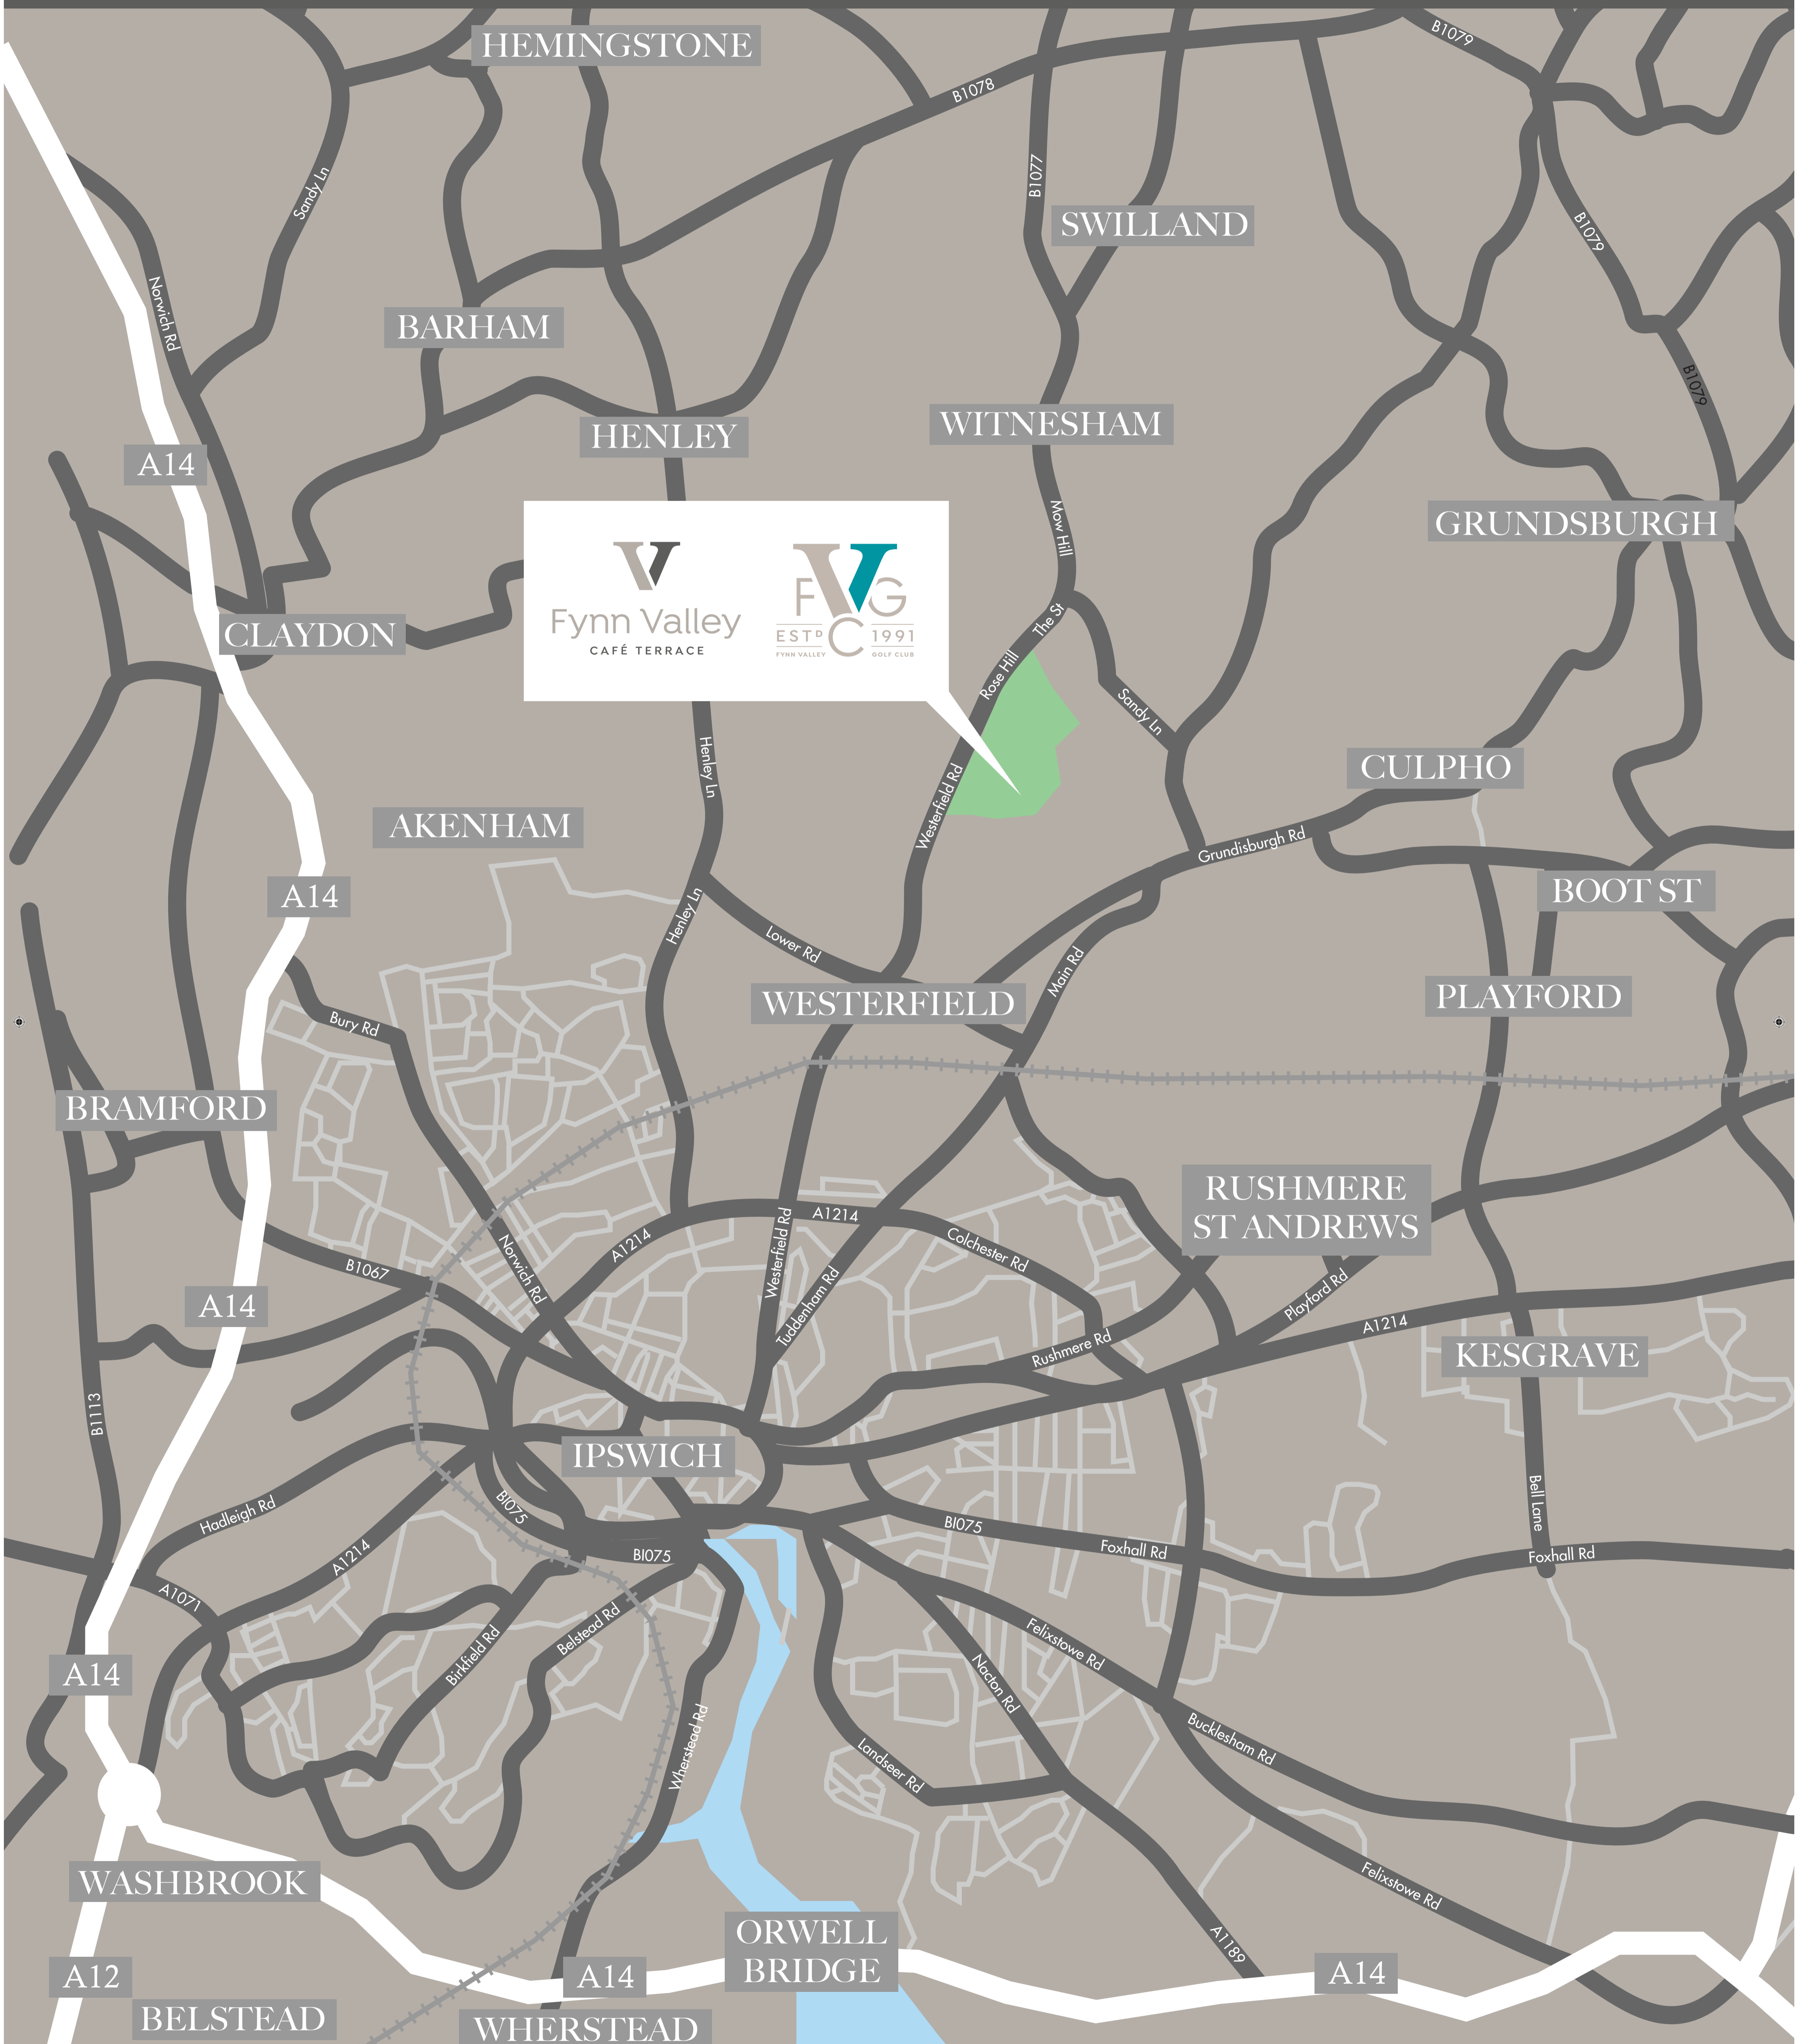 HEMINGSTONE
B1079
B1078
B1077
Sandy Ln
SWILLAND
B1079
Norwich Rd
BARHAM
B1079
WITNESHAM
HENLEY
A14
GRUNDSBURGH
Mow Hill
Fynn Valley
CAFÉ TERRACE
F V G
ESTD C 1991
FYNN VALLEY GOLF CLUB
The St
CLAYDON
Rose Hill
Sandy Ln
Henley Ln
CULPHO
Westerfield Rd
AKENHAM
Grundisburgh Rd
A14
BOOT ST
Henley Ln
Lower Rd
Main Rd
PLAYFORD
WESTERFIELD
Bury Rd
BRAMFORD
RUSHMERE
ST ANDREWS
A1214
A1214
Westerfield Rd
Colchester Rd
Norwich Rd
B1067
Playford Rd
A14
Tuddenham Rd
A1214
Rushmere Rd
KESGRAVE
B1113
IPSWICH
Hadleigh Rd
BI075
Bell Lane
BI075
Foxhall Rd
A1214
BI075
Foxhall Rd
A1071
Belstead Rd
Birkfield Rd
Felixstowe Rd
A14
Nacton Rd
Bucklesham Rd
Wherstead Rd
Landseer Rd
WASHBROOK
Felixstowe Rd
ORWELL
BRIDGE
A1189
A12
A14
A14
BELSTEAD
WHERSTEAD